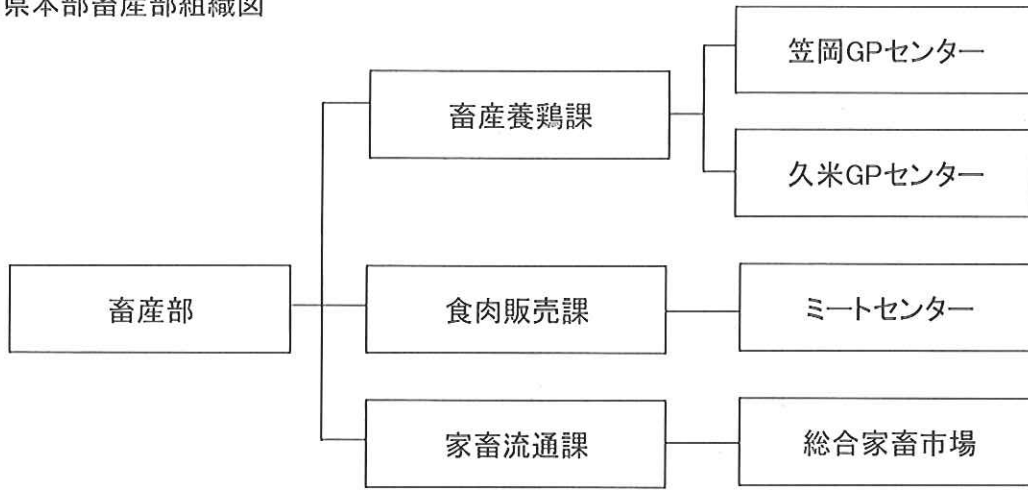 県本部畜産部組織図
笠岡GPセンター
畜産養鶏課
久米GPセンター
畜産部
食肉販売課
ミートセンター
家畜流通課
総合家畜市場